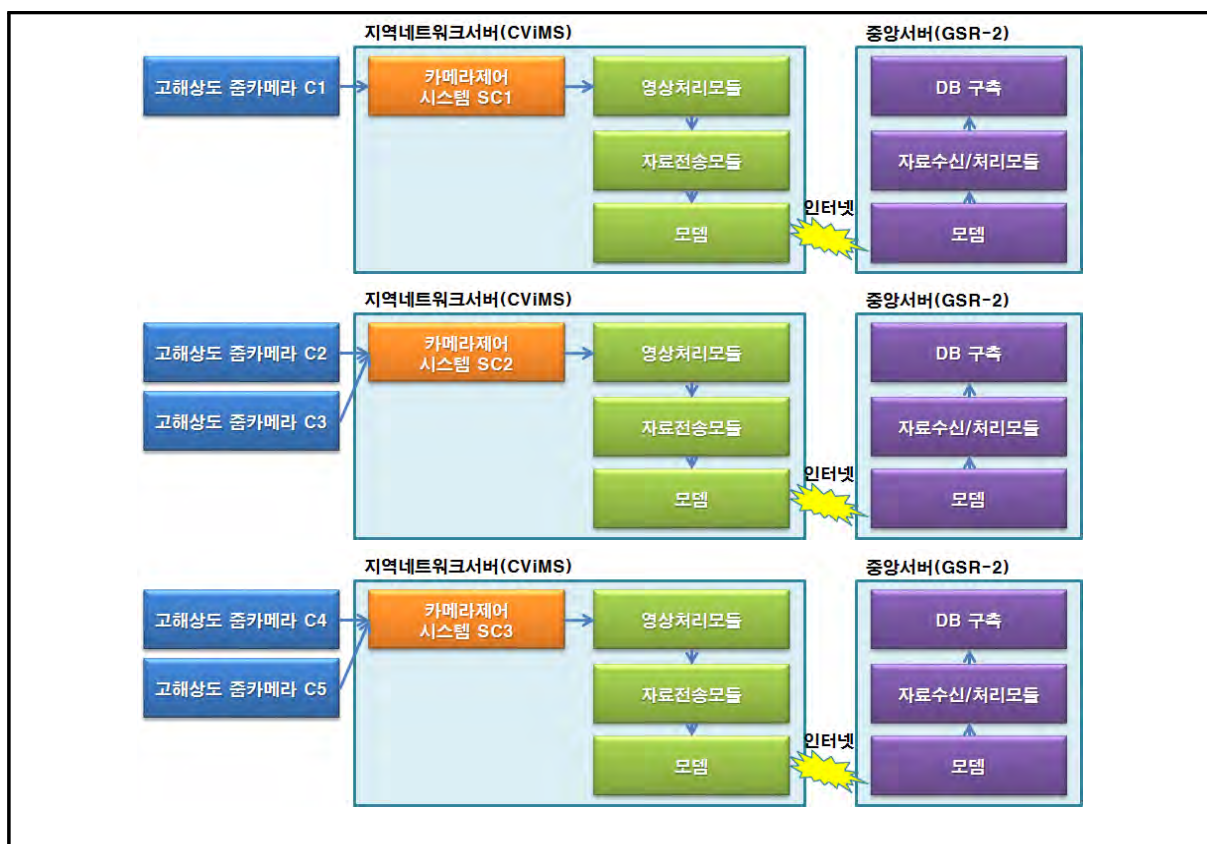 지역네트워크서버(CViMS)
중앙서버(GSR-2)
고해상도 줌카메라 C1
카메라제어
시스템 SC1
영상처리모듈
DB 구축
자료전송모듈
자료수신/처리모듈
인터넷
모뎀
모뎀
지역네트워크서버(CViMS)
중앙서버(GSR-2)
고해상도 줌카메라 C2
카메라제어
시스템 SC2
영상처리모듈
DB 구축
고해상도 줌카메라 C3
자료전송모듈
자료수신/처리모듈
인터넷
모뎀
모뎀
지역네트워크서버(CViMS)
중앙서버(GSR-2)
고해상도 줌카메라 C4
카메라제어
시스템 SC3
영상처리모듈
DB 구축
고해상도 줌카메라 C5
자료전송모듈
자료수신/처리모듈
인터넷
모뎀
모뎀